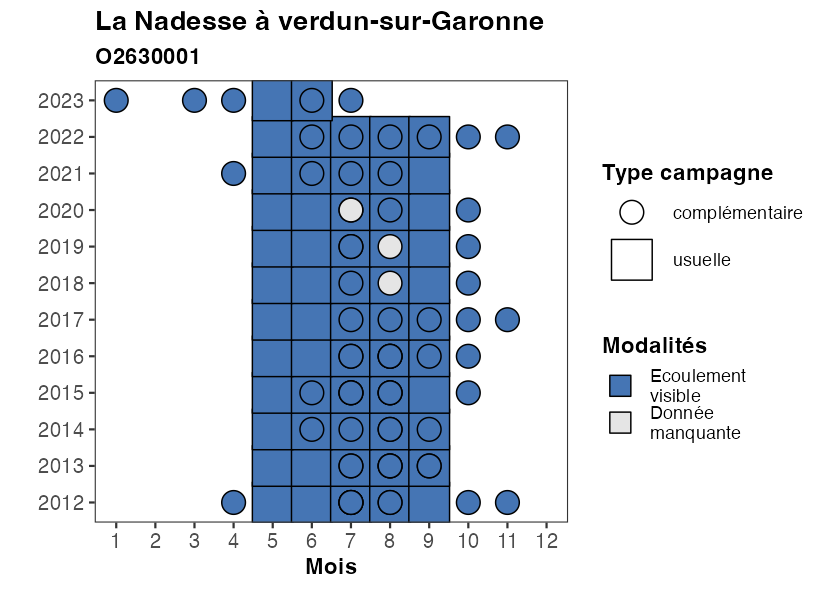 La Nadesse à verdun-sur-Garonne
O2630001
2023
2022
2021
2020
2019
2018
2017
2016
2015
2014
2013
2012
1 2 3 4 5 6 7 8 9 10 11 12
Mois
Type campagne
complémentaire
usuelle
Modalités
Ecoulement
visible
Donnée
manquante